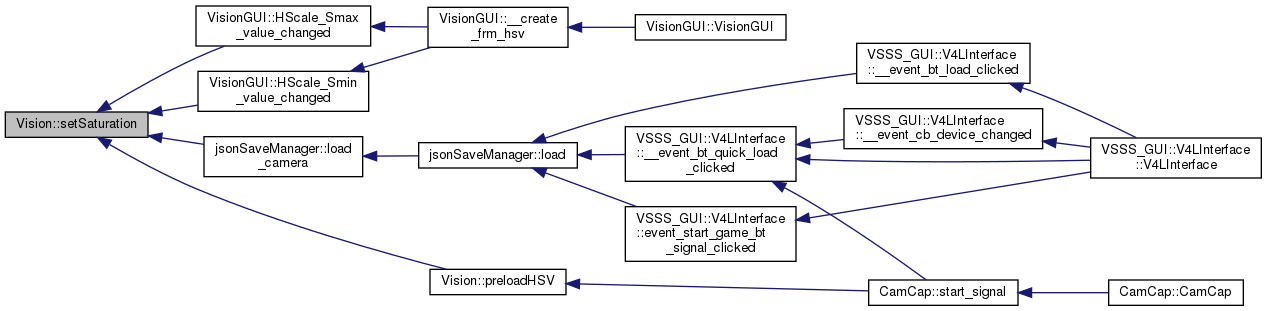 Vision::setSaturation
VisionGUI::HScale_Smax
_value_changed
VisionGUI::HScale_Smin
_value_changed
jsonSaveManager::load
_camera
Vision::preloadHSV
VisionGUI::__create
_frm_hsv
VisionGUI::VisionGUI
jsonSaveManager::load
VSSS_GUI::V4LInterface
::__event_bt_load_clicked
VSSS_GUI::V4LInterface
::__event_bt_quick_load
_clicked
VSSS_GUI::V4LInterface
::event_start_game_bt
_signal_clicked
VSSS_GUI::V4LInterface
::__event_cb_device_changed
VSSS_GUI::V4LInterface
::V4LInterface
CamCap::start_signal
CamCap::CamCap